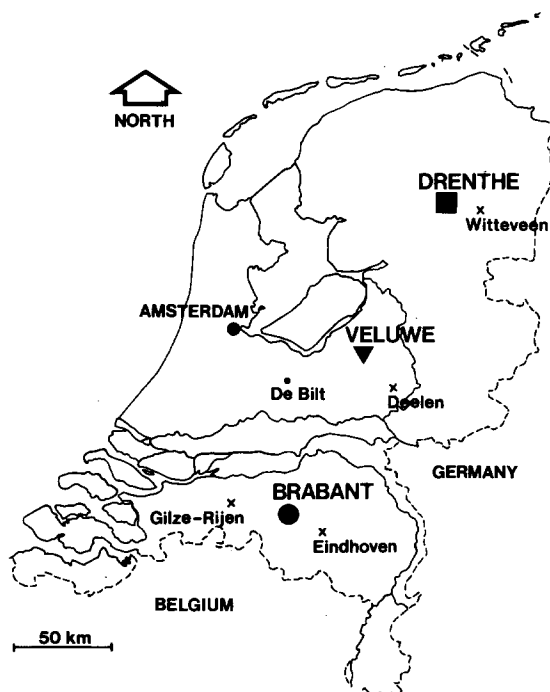 NORTH
DRENTHE
Witteveen
AMSTERDAM
VELUWE
De Bilt
Deelen
GERMANY
BRABANT
Gilze-Rijen
Eindhoven
BELGIUM
50 km